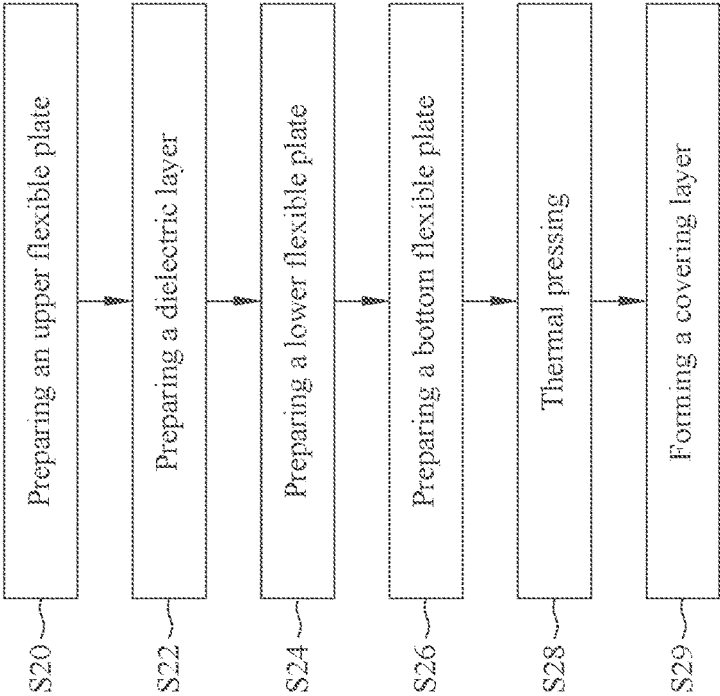 S20
Preparing an upper flexible plate
S22
Preparing a dielectric layer
S24
Preparing a lower flexible plate
S26
Preparing a bottom flexible plate
S28
Thermal pressing
S29
Forming a covering layer